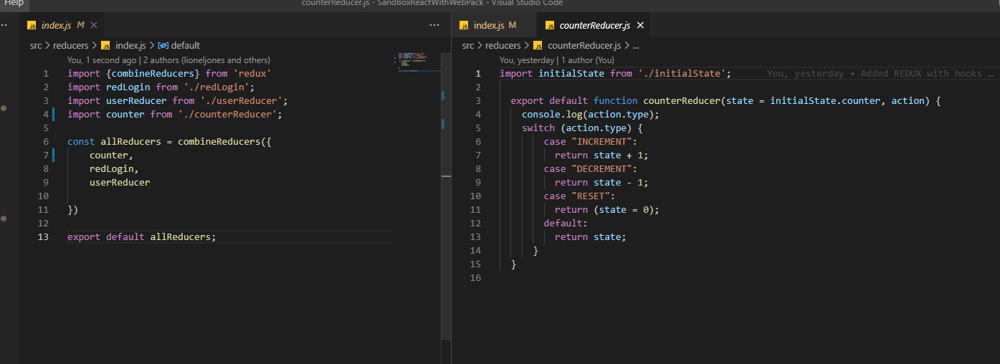 Help
counterReducer.js - SandBoxReactWithWebPack - Visual Studio Code
JS index.js M ×
src > reducers > JS index.js > default
You, 1 second ago | 2 authors (lioneljones and others)
1 import {combineReducers} from 'redux'
2 import redLogin from './redLogin';
3 import userReducer from './userReducer';
4 import counter from './counterReducer';
5
6 const allReducers = combineReducers({
7     counter,
8     redLogin,
9     userReducer
10
11 })
12
13 export default allReducers;
JS index.js M JS counterReducer.js ×
src > reducers > JS counterReducer.js > ...
You, yesterday | 1 author (You)
1 import initialState from './initialState'; You, yesterday • Added REDUX with hooks …
2
3   export default function counterReducer(state = initialState.counter, action) {
4     console.log(action.type);
5     switch (action.type) {
6         case "INCREMENT":
7           return state + 1;
8         case "DECREMENT":
9           return state - 1;
10         case "RESET":
11           return (state = 0);
12         default:
13           return state;
14       }
15   }
16